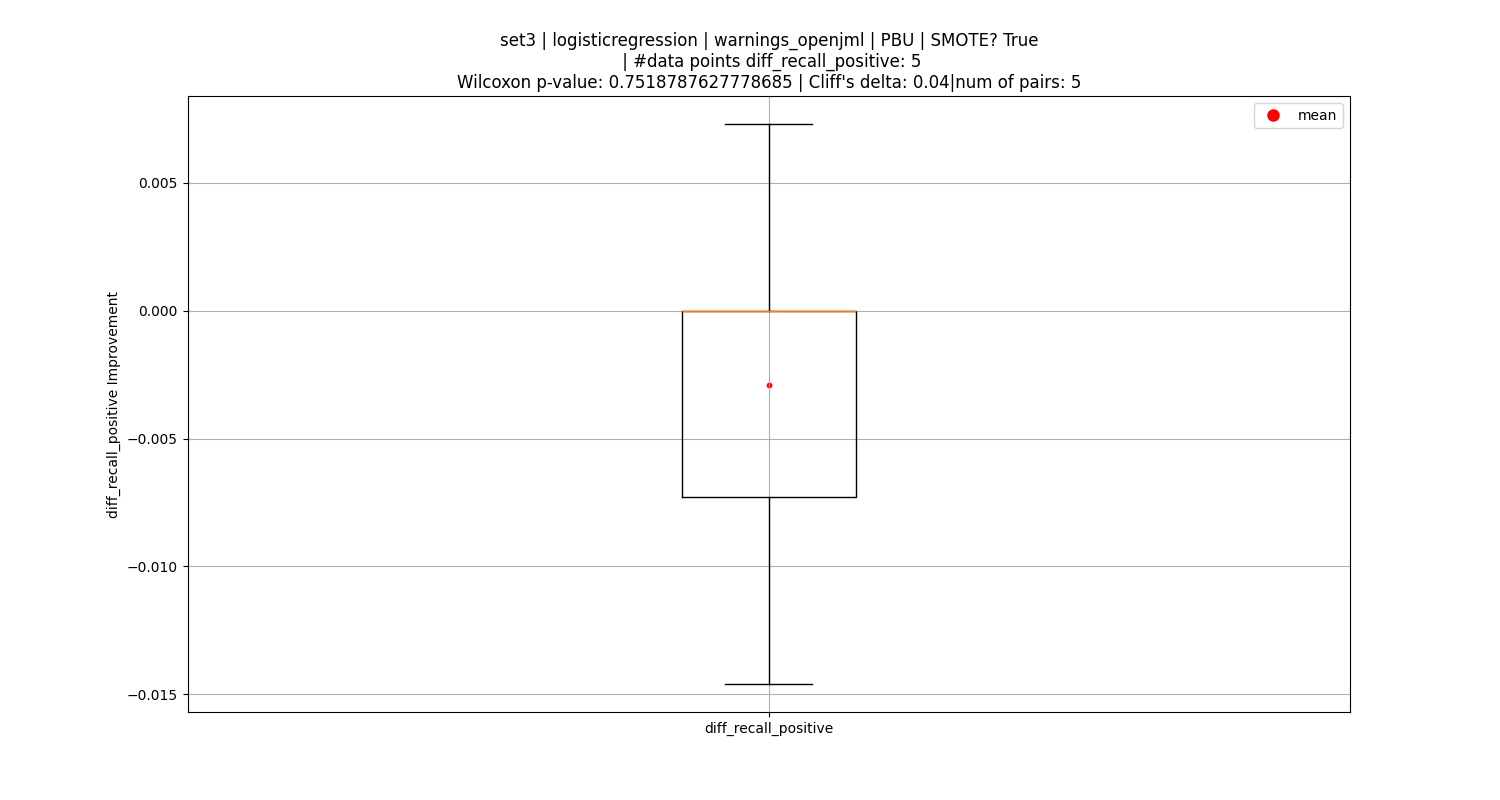 set3 | logisticregression | warnings_openjml | PBU | SMOTE? True
| #data points diff_recall_positive: 5
Wilcoxon p-value: 0.7518787627778685 | Cliff's delta: 0.04|num of pairs: 5
mean
0.005
0.000
−0.005
−0.010
−0.015
diff_recall_positive Improvement
diff_recall_positive